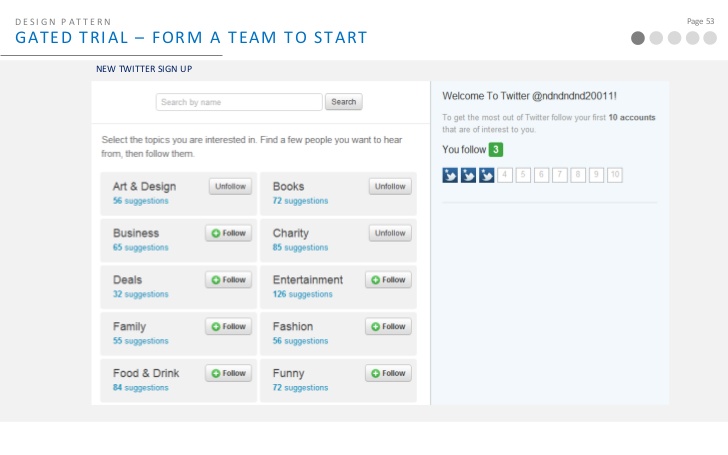 DESIGN PATTERN
GATED TRIAL – FORM A TEAM TO START
Page 53
NEW TWITTER SIGN UP
Search by name
Search
Select the topics you are interested in. Find a few people you want to hear
from, then follow them.
Art & Design
Unfollow
56 suggestions
Books
Unfollow
72 suggestions
Business
Follow
65 suggestions
Charity
Unfollow
85 suggestions
Deals
Follow
32 suggestions
Entertainment
Follow
126 suggestions
Family
Follow
55 suggestions
Fashion
Follow
56 suggestions
Food & Drink
Follow
84 suggestions
Funny
Follow
72 suggestions
Welcome To Twitter @ndndndnd20011!
To get the most out of Twitter follow your first 10 accounts
that are of interest to you.
You follow 3
4 5 6 7 8 9 10